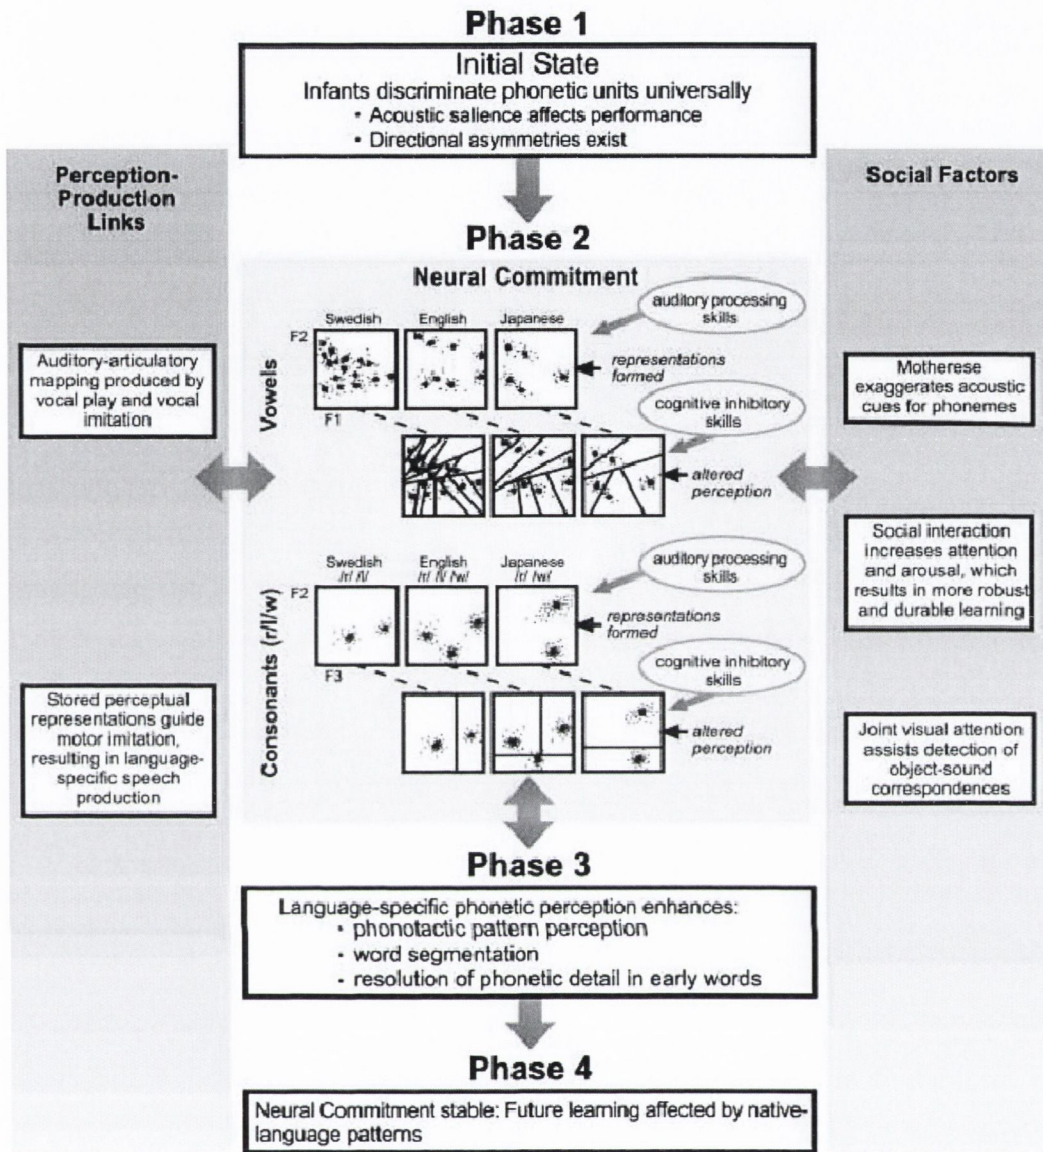 Phase 1
Initial State
Infants discriminate phonetic units universally
• Acoustic salience affects performance
• Directional asymmetries exist
Perception-
Production
Links
Auditory-articulatory
mapping produced by
vocal play and vocal
imitation
Stored perceptual
representations guide
motor imitation,
resulting in language-
specific speech
production
Phase 2
Neural Commitment
Vowels
Swedish English Japanese
F2
F1
auditory processing
skills
representations
formed
cognitive inhibitory
skills
altered
perception
Consonants (r/l/w)
Swedish English Japanese
/r/ /l/ /r/ /l/ /w/ /r/ /w/
F2
F3
auditory processing
skills
representations
formed
cognitive inhibitory
skills
altered
perception
Social Factors
Motherese
exaggerates acoustic
cues for phonemes
Social interaction
increases attention
and arousal, which
results in more robust
and durable learning
Joint visual attention
assists detection of
object-sound
correspondences
Phase 3
Language-specific phonetic perception enhances:
• phonotactic pattern perception
- word segmentation
- resolution of phonetic detail in early words
Phase 4
Neural Commitment stable: Future learning affected by native-
language patterns